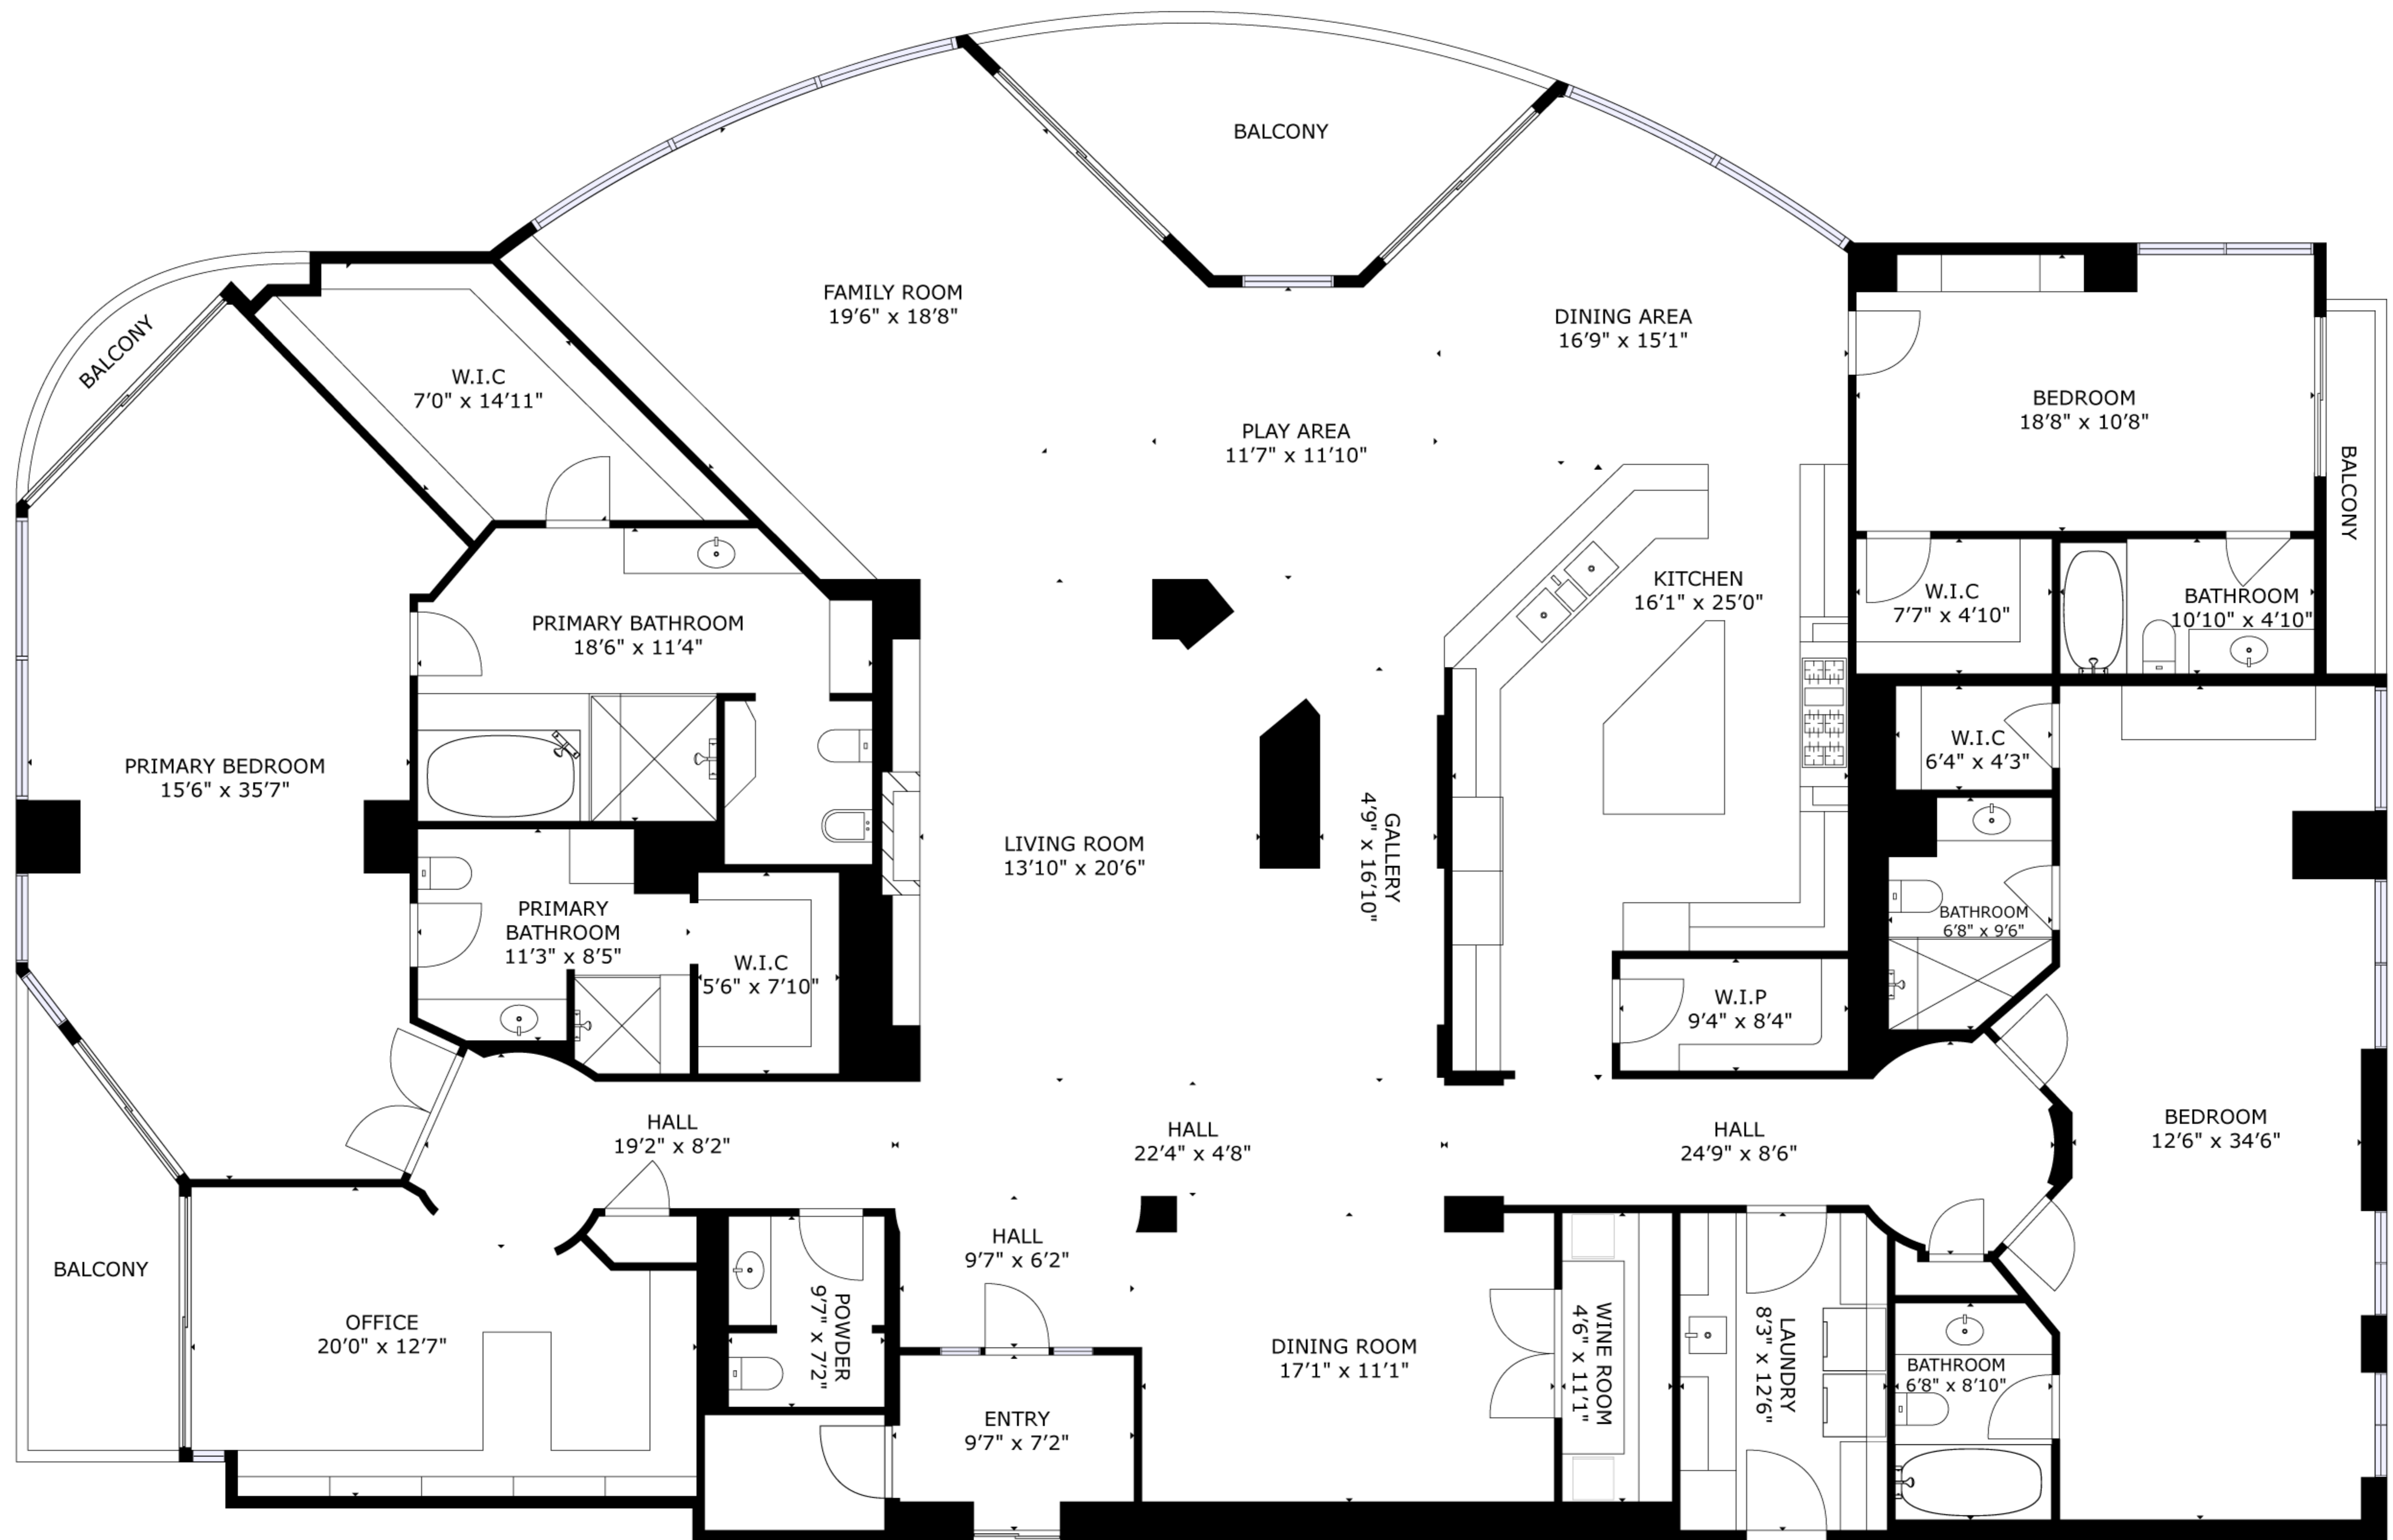 BALCONY
FAMILY ROOM
19'6" x 18'8"
DINING AREA
16'9" x 15'1"
BALCONY
W.I.C
7'0" x 14'11"
PLAY AREA
11'7" x 11'10"
BEDROOM
18'8" x 10'8"
BALCONY
KITCHEN
16'1" x 25'0"
W.I.C
7'7" x 4'10"
BATHROOM
10'10" x 4'10"
PRIMARY BATHROOM
18'6" x 11'4"
PRIMARY BEDROOM
15'6" x 35'7"
W.I.C
6'4" x 4'3"
LIVING ROOM
13'10" x 20'6"
GALLERY
4'9" x 16'10"
PRIMARY
BATHROOM
11'3" x 8'5"
BATHROOM
6'8" x 9'6"
W.I.C
5'6" x 7'10"
W.I.P
9'4" x 8'4"
HALL
19'2" x 8'2"
HALL
22'4" x 4'8"
HALL
24'9" x 8'6"
BEDROOM
12'6" x 34'6"
HALL
9'7" x 6'2"
BALCONY
OFFICE
20'0" x 12'7"
POWDER
9'7" x 7'2"
DINING ROOM
17'1" x 11'1"
WINE ROOM
4'6" x 11'1"
LAUNDRY
8'3" x 12'6"
BATHROOM
6'8" x 8'10"
ENTRY
9'7" x 7'2"